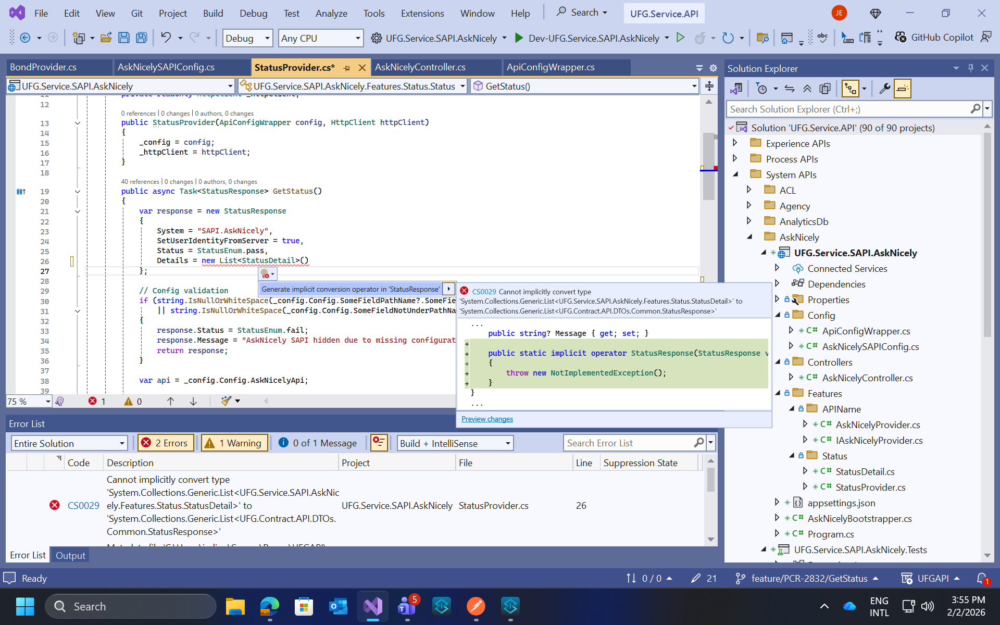 File Edit View Git Project Build Debug Test Analyze Tools Extensions Window Help Search UFG.Service.API JE
Debug Any CPU UFG.Service.SAPI.AskNicely Dev-UFG.Service.SAPI.AskNicely abc GitHub Copilot
BondProvider.cs AskNicelySAPIConfig.cs StatusProvider.cs* AskNicelyController.cs ApiConfigWrapper.cs
UFG.Service.SAPI.AskNicely UFG.Service.SAPI.AskNicely.Features.Status.Status GetStatus()
12
0 references | 0 changes | 0 authors, 0 changes
13 public StatusProvider(ApiConfigWrapper config, HttpClient httpClient)
14 {
15 _config = config;
16 _httpClient = httpClient;
17 }
18
40 references | 0 changes | 0 authors, 0 changes
19 public async Task<StatusResponse> GetStatus()
20 {
21 var response = new StatusResponse
22 {
23 System = "SAPI.AskNicely",
24 SetUserIdentityFromServer = true,
25 Status = StatusEnum.pass,
26 Details = new List<StatusDetail>()
27 };
28
29 // Config validation
30 if (string.IsNullOrWhiteSpace(_config.Config.SomeFieldPathName?.SomeFie
31 || string.IsNullOrWhiteSpace(_config.Config.SomeFieldNotUnderPathNa
32 {
33 response.Status = StatusEnum.fail;
34 response.Message = "AskNicely SAPI hidden due to missing configurat
35 return response;
36 }
37
38 var api = _config.Config.AskNicelyApi;
39
Generate implicit conversion operator in 'StatusResponse'
CS0029 Cannot implicitly convert type
'System.Collections.Generic.List<UFG.Service.SAPI.AskNicely.Features.Status.StatusDetail>' to
'System.Collections.Generic.List<UFG.Contract.API.DTOs.Common.StatusResponse>'
...
public string? Message { get; set; }
+
+ public static implicit operator StatusResponse(StatusResponse v
+ {
+ throw new NotImplementedException();
+ }
}
...
Preview changes
75 % 1 0
Error List
Entire Solution 2 Errors 1 Warning 0 of 1 Message Build + IntelliSense Search Error List
Code Description Project File Line Suppression State
Cannot implicitly convert type
'System.Collections.Generic.List<UFG.Service.SAPI.AskNic
CS0029 ely.Features.Status.StatusDetail>' to UFG.Service.SAPI.AskNicely StatusProvider.cs 26
'System.Collections.Generic.List<UFG.Contract.API.DTOs.
Common.StatusResponse>'
Error List Output
Solution Explorer
Search Solution Explorer (Ctrl+;)
Solution 'UFG.Service.API' (90 of 90 projects)
Experience APIs
Process APIs
System APIs
ACL
Agency
AnalyticsDb
AskNicely
UFG.Service.SAPI.AskNicely
Connected Services
Dependencies
Properties
Config
C# ApiConfigWrapper.cs
C# AskNicelySAPIConfig.cs
Controllers
C# AskNicelyController.cs
Features
APIName
C# AskNicelyProvider.cs
C# IAskNicelyProvider.cs
Status
C# StatusDetail.cs
C# StatusProvider.cs
appsettings.json
C# AskNicelyBootstrapper.cs
C# Program.cs
UFG.Service.SAPI.AskNicely.Tests
Ready 0 / 0 21 feature/PCR-2832/GetStatus UFGAPI 1
Search 5 ENG
INTL
3:55 PM
2/2/2026